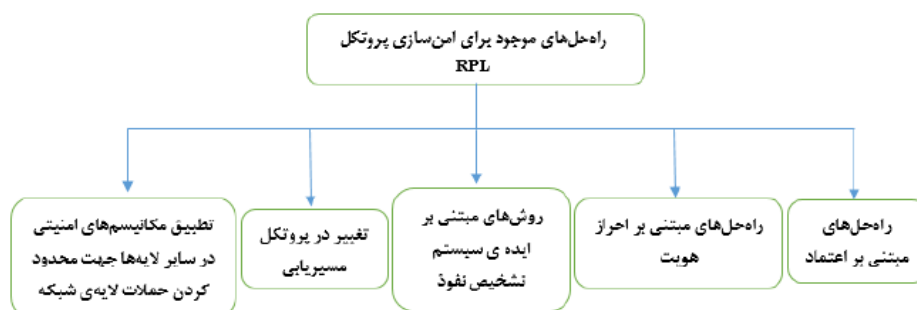 راه‌حل‌های موجود برای امن‌سازی پروتکل
RPL
راه‌حل‌های
مبتنی بر اعتماد
راه‌حل‌های مبتنی بر احراز
هویت
روش‌های مبتنی بر
ایده ی سیستم
تشخیص نفوذ
تغییر در پروتکل
مسیریابی
تطبیق مکانیسم‌های امنیتی
در سایر لایه‌ها جهت محدود
کردن حملات لایه‌ی شبکه